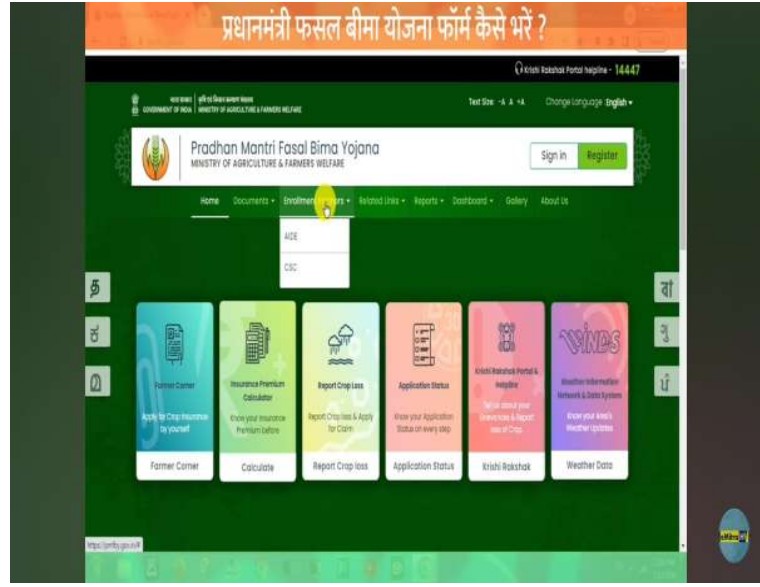 प्रधानमंत्री फसल बीमा योजना फॉर्म कैसे भरें ?
Krishi Rakshak Portal helpline - 14447
GOVERNMENT OF INDIA MINISTRY OF AGRICULTURE & FARMERS WELFARE
Text Size: -A A +A
Change Language :English
Pradhan Mantri Fasal Bima Yojana
MINISTRY OF AGRICULTURE & FARMERS WELFARE
Sign in
Register
Home Documents Enrollment Related Links Reports Dashboard Gallery About Us
AIDE
CSC
த
বা
ಕ
ગુ
മ
ਪੰ
Farmer Corner
Apply for Crop Insurance
by yourself
Farmer Corner
Insurance Premium
Calculator
Know your Insurance
Premium before
Calculate
Report Crop Loss
Report Crop loss & Apply
for Claim
Report Crop loss
Application Status
Know your Application
Status on every step
Application Status
Krishi Rakshak Portal &
Helpline
Tell us about your
Grievances & Report
loss of Crop
Krishi Rakshak
WINDS
Weather Information
Network & Data System
Know your Area's
Weather Updates
Weather Data
https://pmfby.gov.in/#